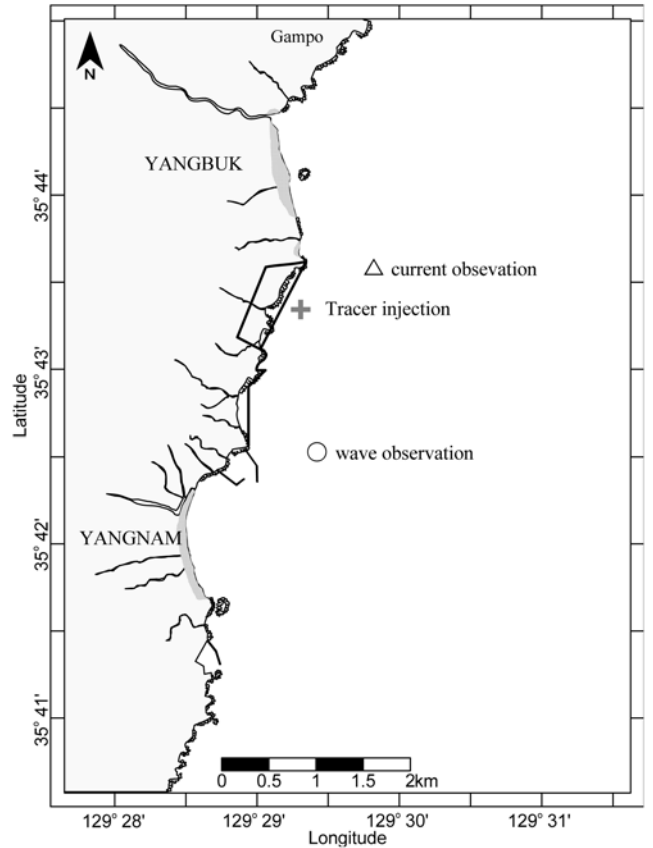 Gampo
N
YANGBUK
35° 44'
current obsevation
Tracer injection
35° 43'
Latitude
wave observation
35° 42'
YANGNAM
35° 41'
0 0.5 1 1.5 2km
129° 28' 129° 29' 129° 30' 129° 31'
Longitude